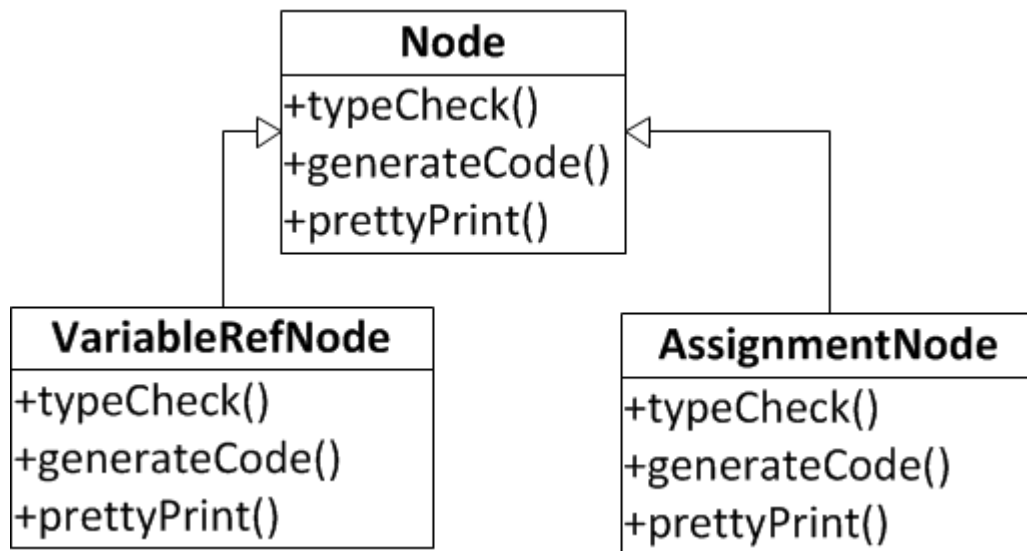 Node
+typeCheck()
+generateCode()
+prettyPrint()
VariableRefNode
+typeCheck()
+generateCode()
+prettyPrint()
AssignmentNode
+typeCheck()
+generateCode()
+prettyPrint()